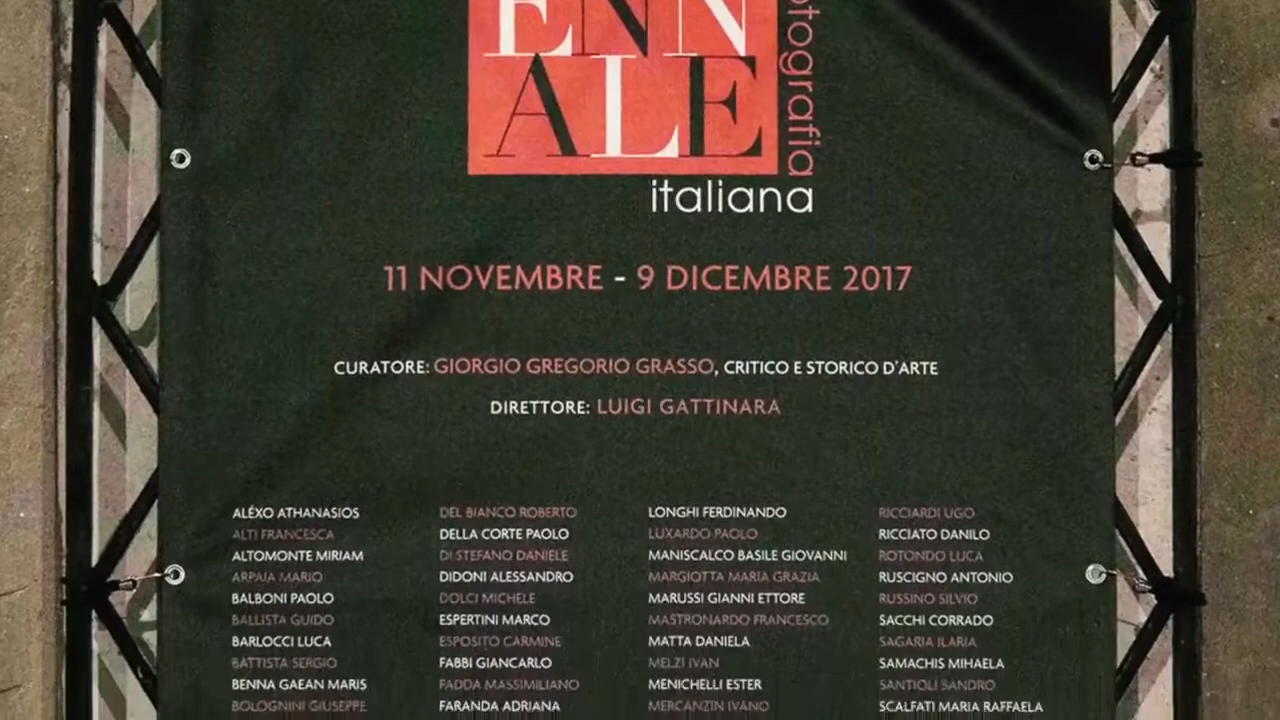 ENN
ALE
otografia
italiana
11 NOVEMBRE - 9 DICEMBRE 2017
CURATORE: GIORGIO GREGORIO GRASSO, CRITICO E STORICO D'ARTE
DIRETTORE: LUIGI GATTINARA
ALÉXO ATHANASIOS
ALTI FRANCESCA
ALTOMONTE MIRIAM
ARPAIA MARIO
BALBONI PAOLO
BALLISTA GUIDO
BARLOCCI LUCA
BATTISTA SERGIO
BENNA GAEAN MARIS
BOLOGNINI GIUSEPPE
DEL BIANCO ROBERTO
DELLA CORTE PAOLO
DI STEFANO DANIELE
DIDONI ALESSANDRO
DOLCI MICHELE
ESPERTINI MARCO
ESPOSITO CARMINE
FABBI GIANCARLO
FADDA MASSIMILIANO
FARANDA ADRIANA
LONGHI FERDINANDO
LUXARDO PAOLO
MANISCALCO BASILE GIOVANNI
MARGIOTTA MARIA GRAZIA
MARUSSI GIANNI ETTORE
MASTRONARDO FRANCESCO
MATTA DANIELA
MELZI IVAN
MENICHELLI ESTER
MERCANZIN IVANO
RICCIARDI UGO
RICCIATO DANILO
ROTONDO LUCA
RUSCIGNO ANTONIO
RUSSINO SILVIO
SACCHI CORRADO
SAGARIA ILARIA
SAMACHIS MIHAELA
SANTIOLI SANDRO
SCALFATI MARIA RAFFAELA